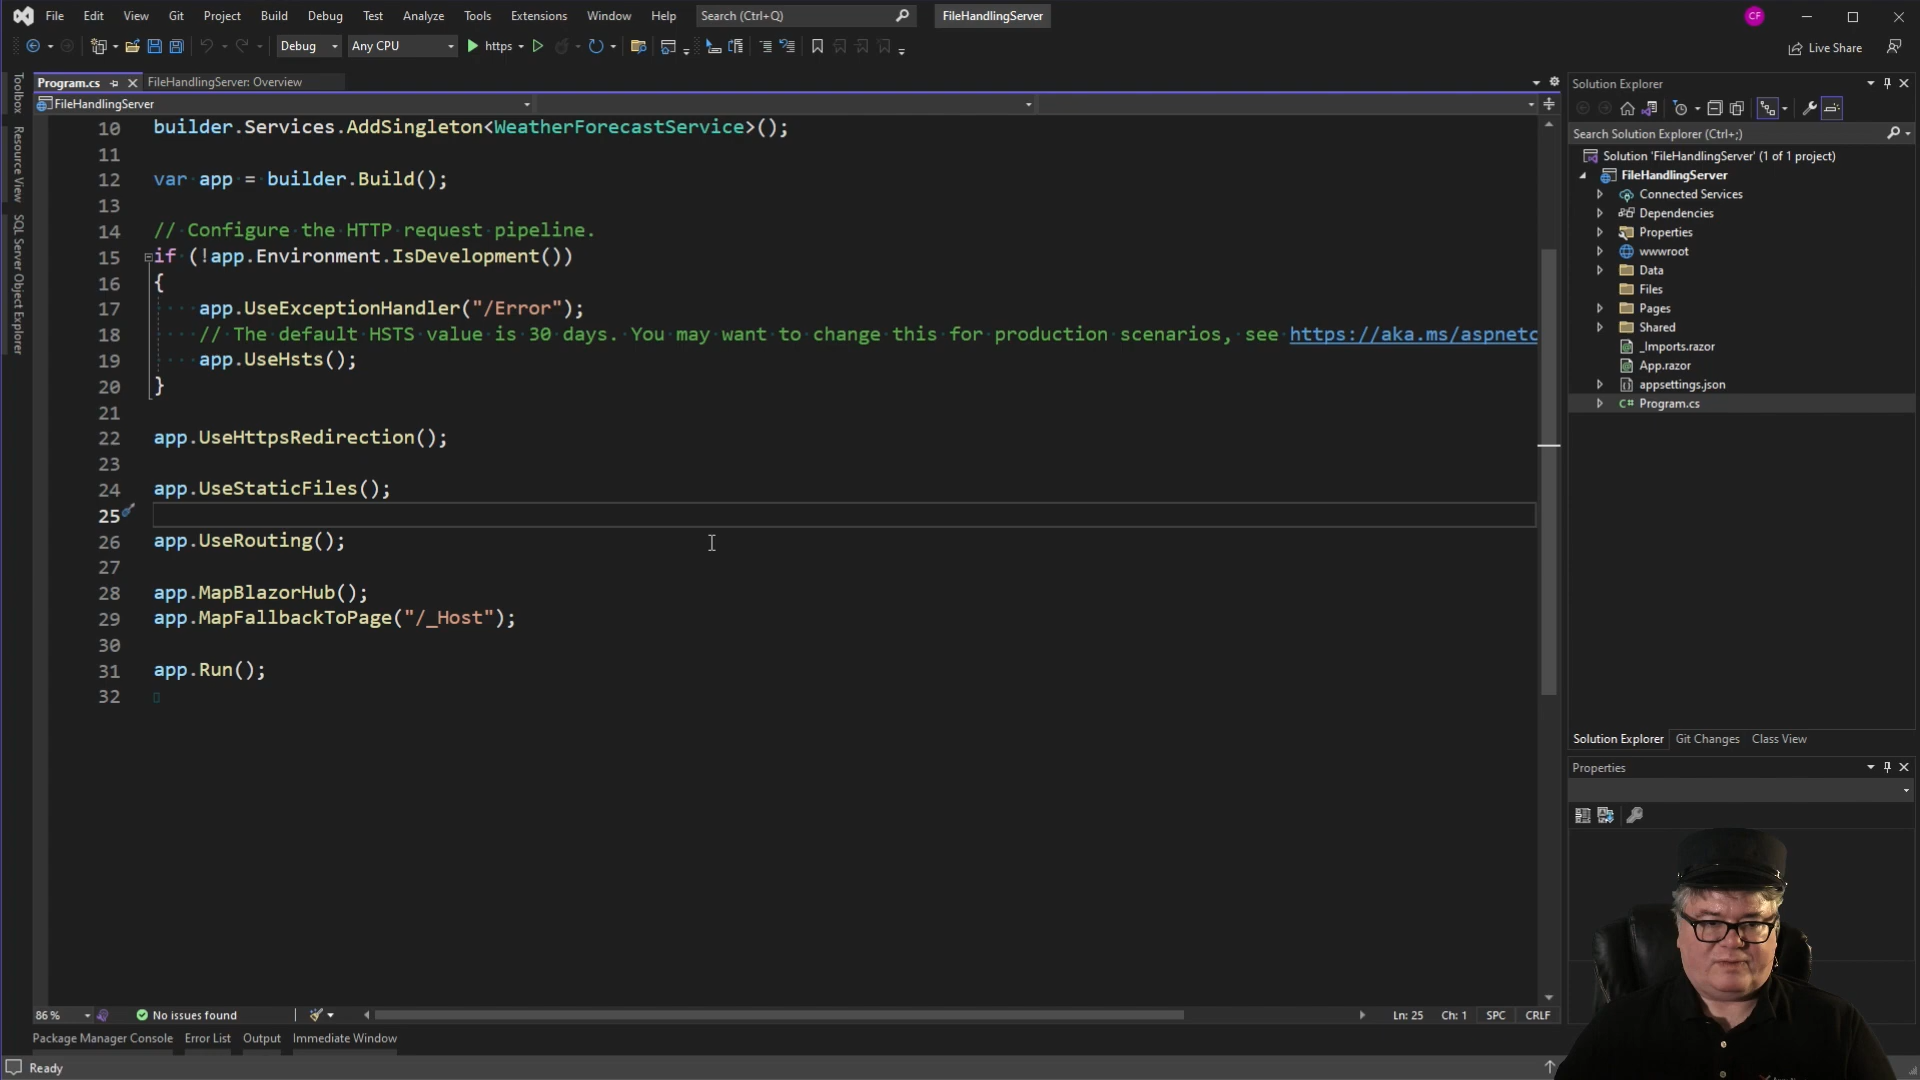 File Edit View Git Project Build Debug Test Analyze Tools Extensions Window Help Search (Ctrl+Q) FileHandlingServer CF
Debug Any CPU https Live Share
Program.cs FileHandlingServer: Overview
FileHandlingServer
Toolbox
Resource View
SQL Server Object Explorer
10 builder.Services.AddSingleton<WeatherForecastService>();
11
12 var app = builder.Build();
13
14 // Configure the HTTP request pipeline.
15 if (!app.Environment.IsDevelopment())
16 {
17 app.UseExceptionHandler("/Error");
18 // The default HSTS value is 30 days. You may want to change this for production scenarios, see https://aka.ms/aspnetc
19 app.UseHsts();
20 }
21
22 app.UseHttpsRedirection();
23
24 app.UseStaticFiles();
25
26 app.UseRouting();
27
28 app.MapBlazorHub();
29 app.MapFallbackToPage("/_Host");
30
31 app.Run();
32
86 % No issues found Ln: 25 Ch: 1 SPC CRLF
Package Manager Console Error List Output Immediate Window
Ready
Solution Explorer
Search Solution Explorer (Ctrl+;)
Solution 'FileHandlingServer' (1 of 1 project)
FileHandlingServer
Connected Services
Dependencies
Properties
wwwroot
Data
Files
Pages
Shared
_Imports.razor
App.razor
appsettings.json
C# Program.cs
Solution Explorer Git Changes Class View
Properties